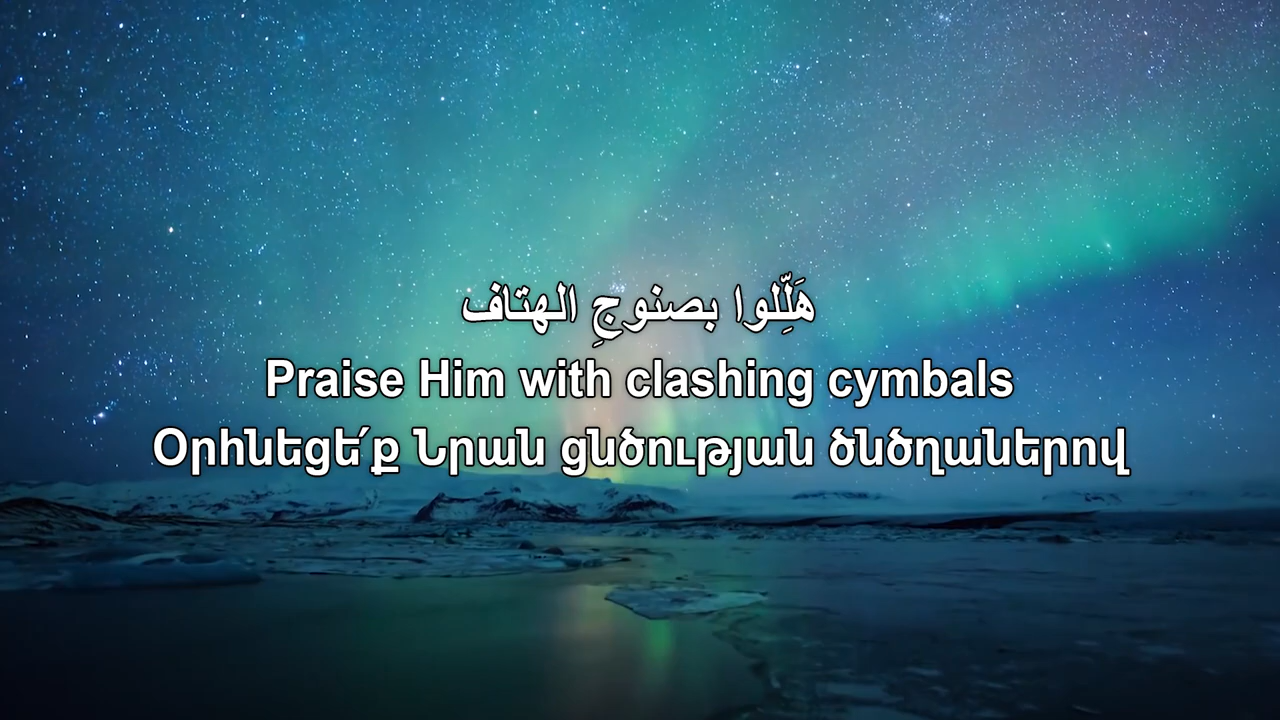 هَلِّلوا بصنوجِ الهتاف
Praise Him with clashing cymbals
Օրհնեցե՛ք Նրան ցնծության ծնծղաներով